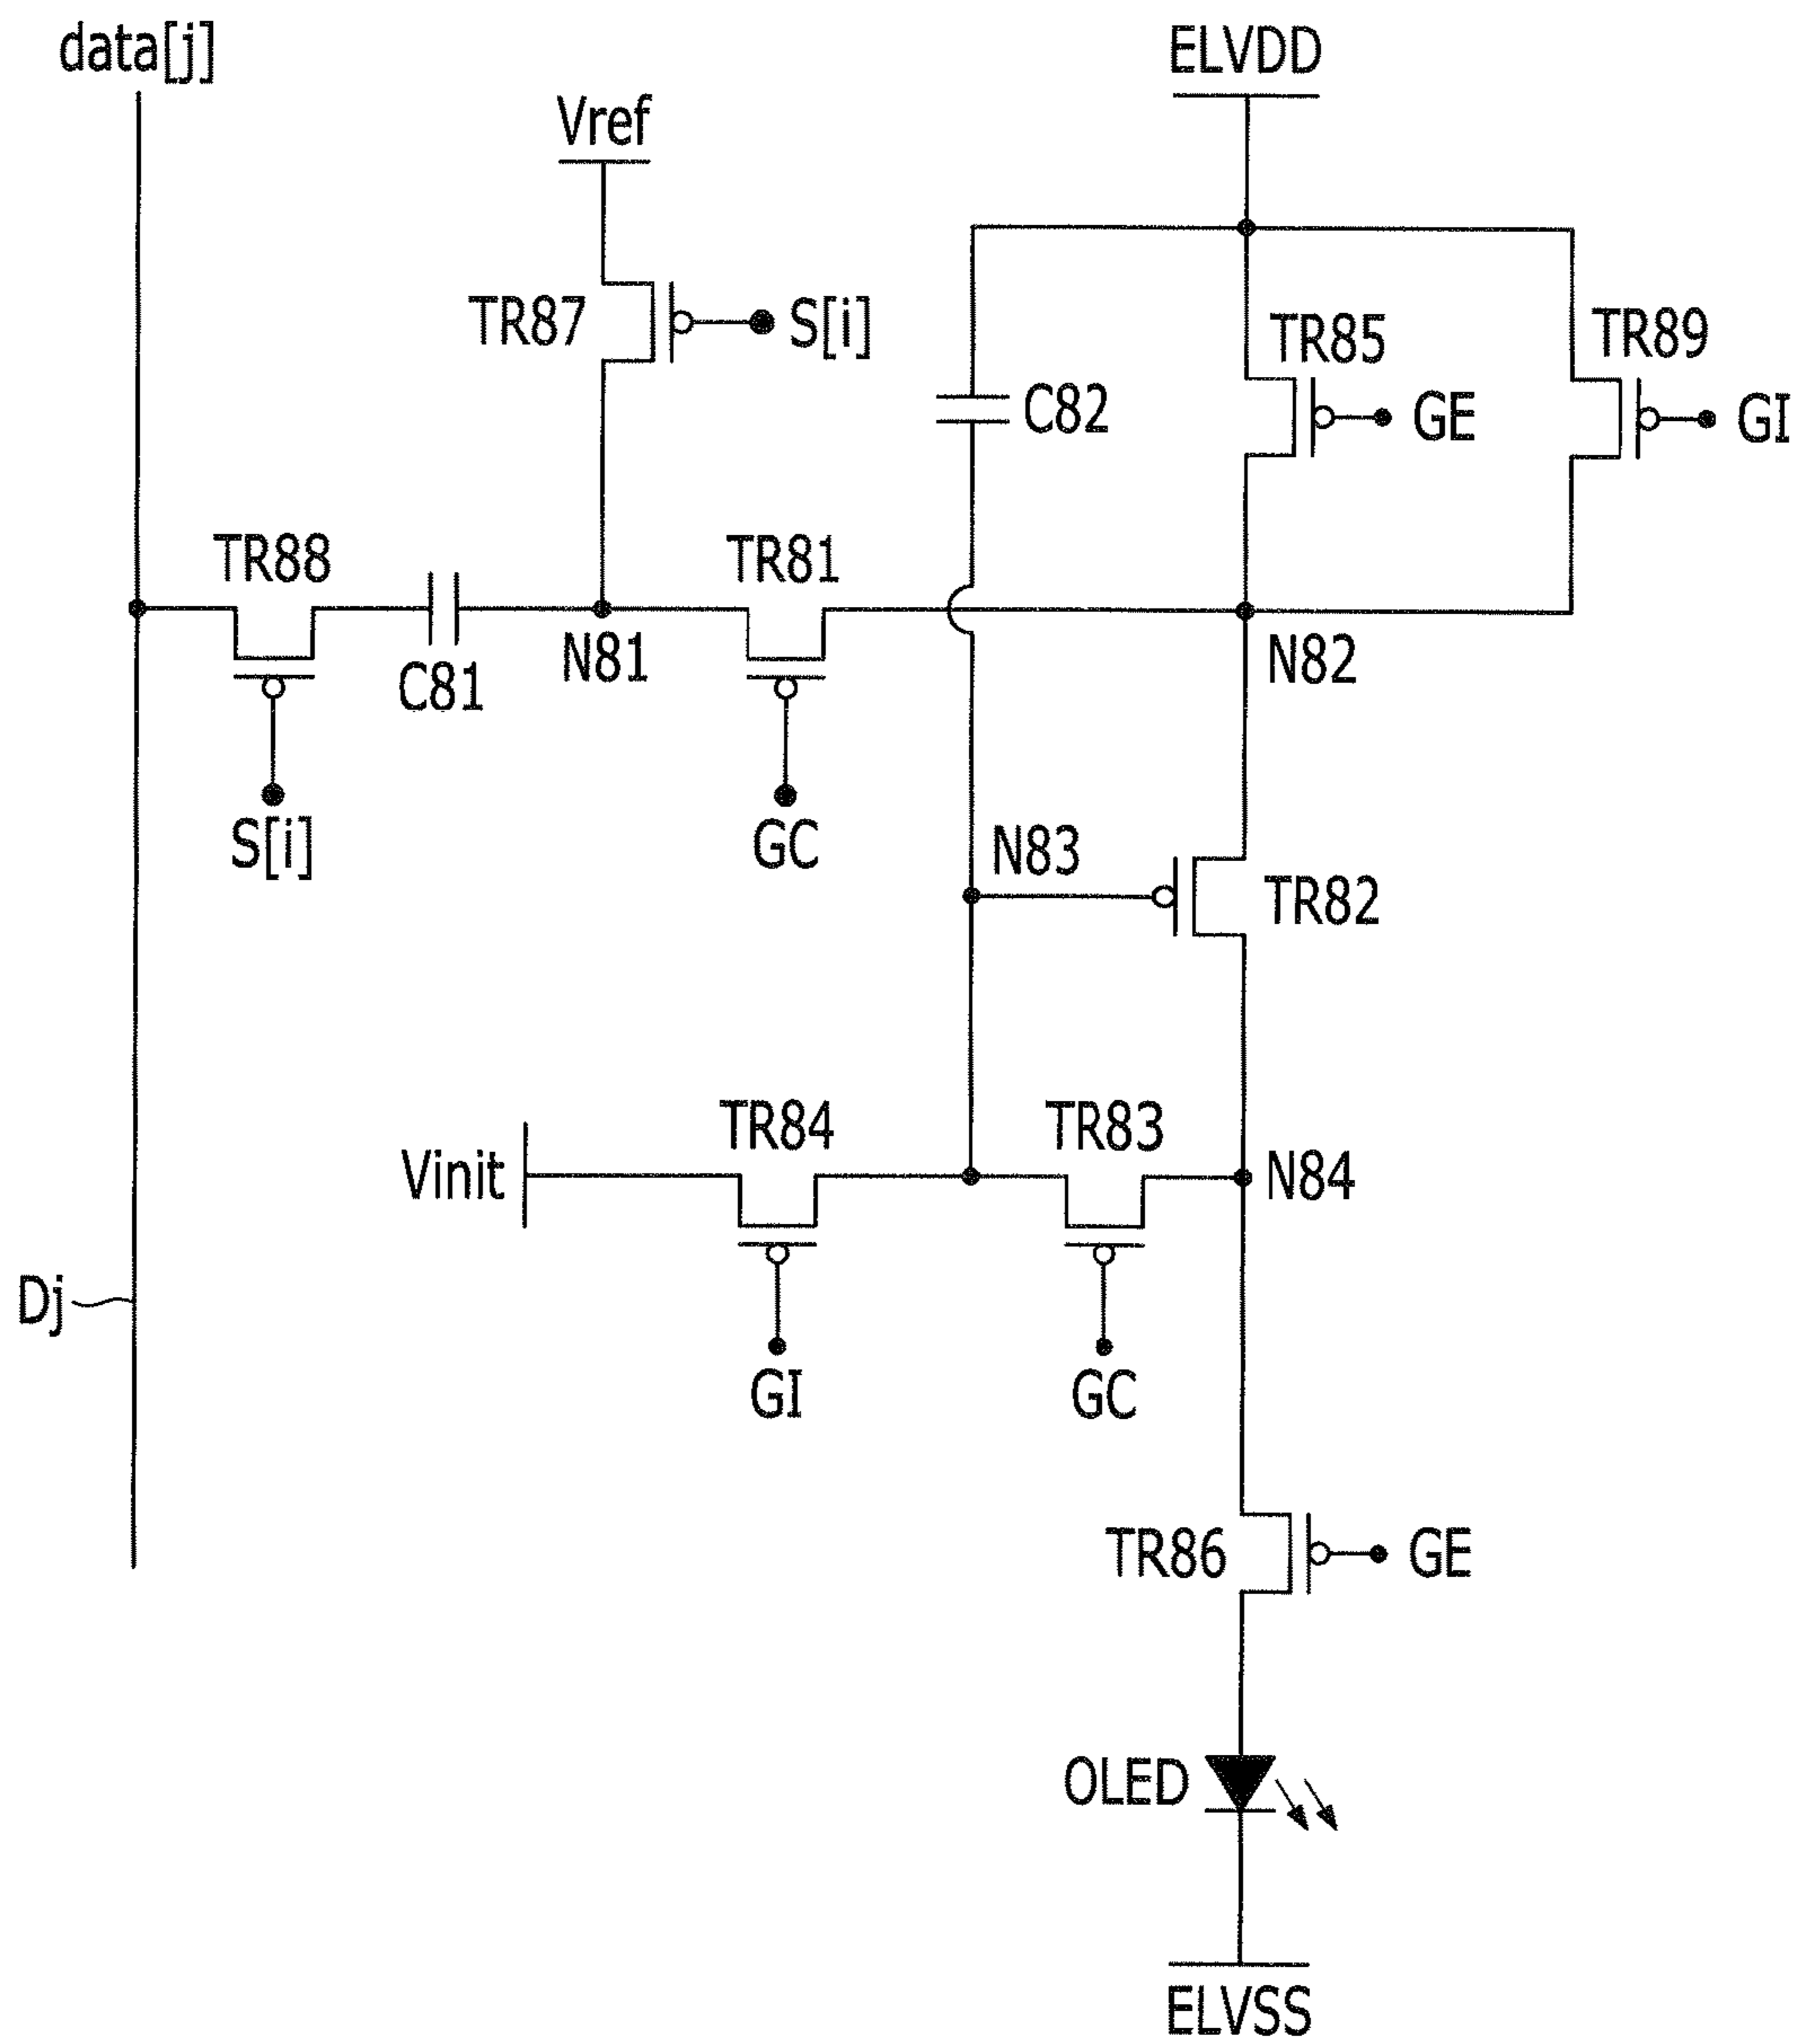 data[j]
ELVDD
Vref
TR87
S[i]
TR85
TR89
C82
GE
GI
TR88
TR81
C81
N81
N82
S[i]
GC
N83
TR82
TR84
TR83
Vinit
N84
Dj
GI
GC
TR86
GE
OLED
ELVSS